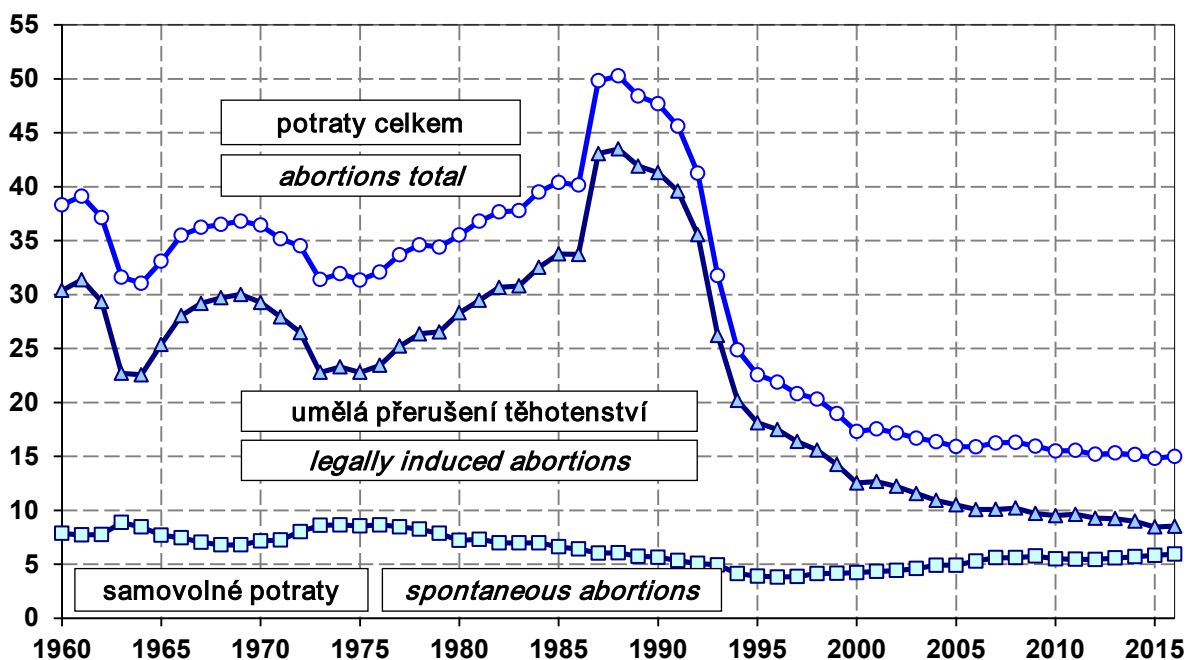 55
50
45
40
35
30
25
20
15
10
5
0
potraty celkem
abortions total
umělá přerušení těhotenství
legally induced abortions
samovolné potraty
spontaneous abortions
1960 1965 1970 1975 1980 1985 1990 1995 2000 2005 2010 2015